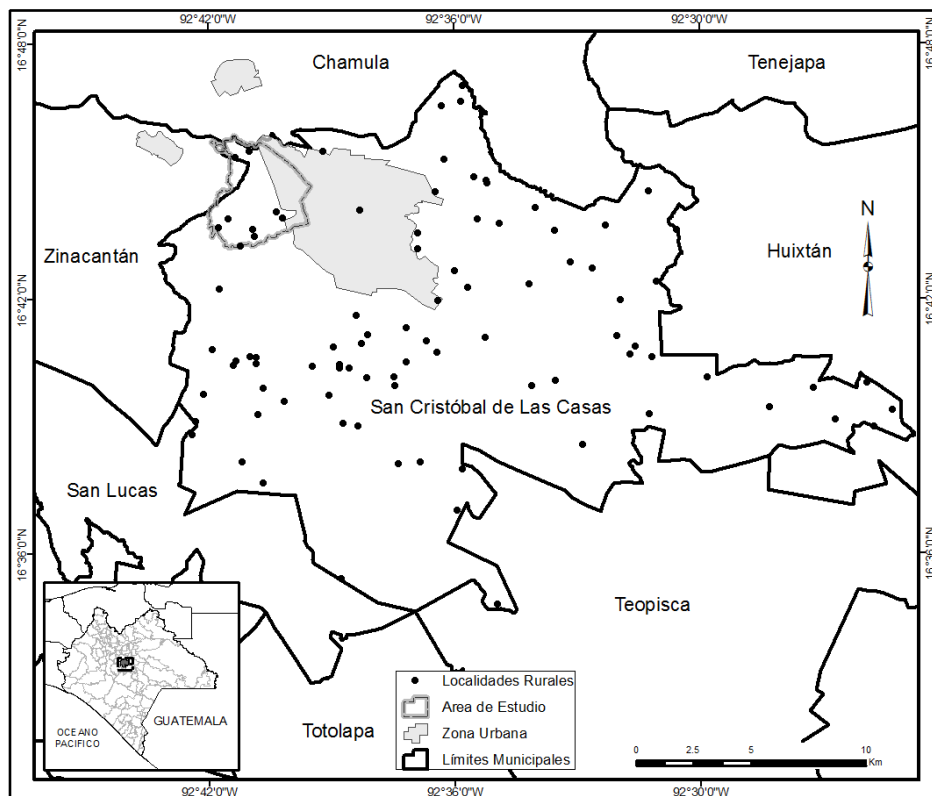 92°42'0"W
92°36'0"W
92°30'0"W
16°48'0"N
16°48'0"N
Chamula
Tenejapa
Zinacantán
Huixtán
N
16°42'0"N
16°42'0"N
San Cristóbal de Las Casas
San Lucas
16°36'0"N
16°36'0"N
Teopisca
Totolapa
OCEANO
PACIFICO
GUATEMALA
Localidades Rurales
Area de Estudio
Zona Urbana
Límites Municipales
0
2.5
5
10
Km
92°42'0"W
92°36'0"W
92°30'0"W